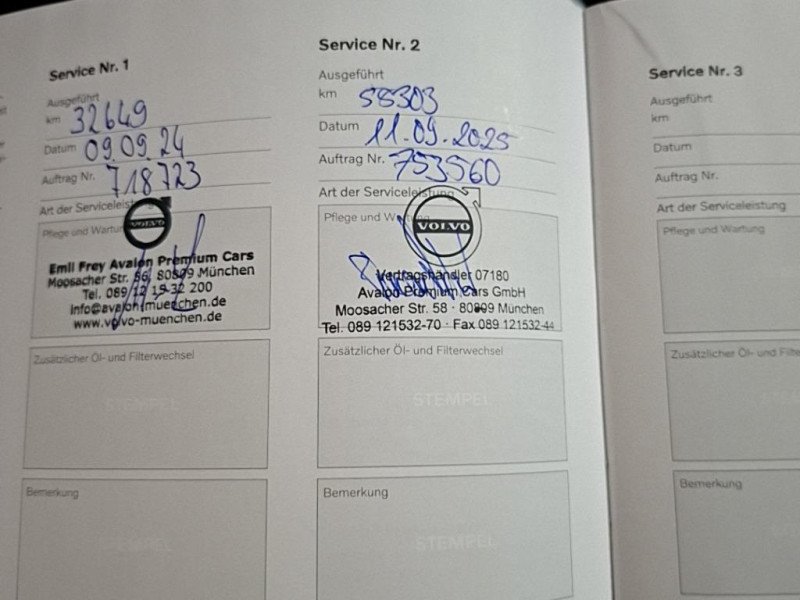 Service Nr. 1
Ausgeführt
km 32649
Datum 09.09.24
Auftrag Nr. 718723
Art der Serviceleist
Pflege und Wartun
VOLVO
Emil Frey Avalon Premium Cars
Moosacher Str. 56, 80809 München
Tel. 089/12 15-32 200
info@avalon-muenchen.de
www.volvo-muenchen.de
Zusätzlicher Öl- und Filterwechsel
STEMPEL
Bemerkung
STEMPEL
Service Nr. 2
Ausgeführt
km 58303
Datum 11.09.2025
Auftrag Nr. 753560
Art der Serviceleistung
Pflege und Wartung
VOLVO
Vertragshändler 07180
Avalon Premium Cars GmbH
Moosacher Str. 58 · 80809 München
Tel. 089 121532-70 · Fax 089 121532-44
Zusätzlicher Öl- und Filterwechsel
STEMPEL
Bemerkung
STEMPEL
Service Nr. 3
Ausgeführt
km
Datum
Auftrag Nr.
Art der Serviceleistung
Pflege und Wartung
Zusätzlicher Öl- und Filterwech
Bemerkung